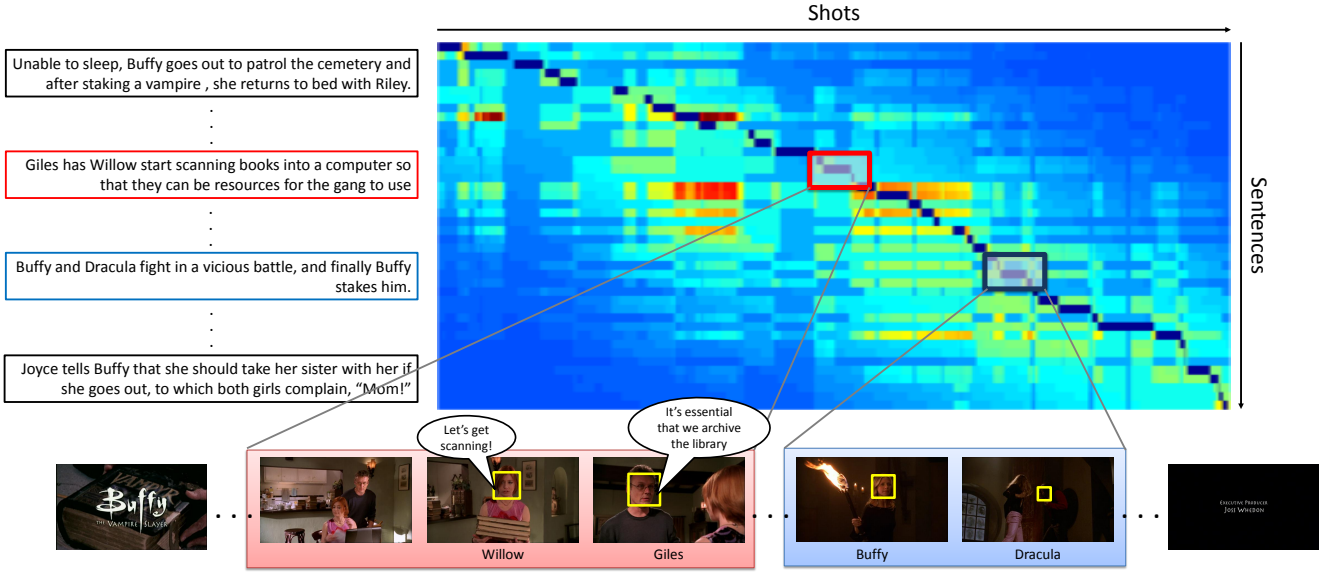 Shots
Unable to sleep, Buffy goes out to patrol the cemetery and
after staking a vampire , she returns to bed with Riley.
.
.
.
Giles has Willow start scanning books into a computer so
that they can be resources for the gang to use
.
.
.
Buffy and Dracula fight in a vicious battle, and finally Buffy
stakes him.
.
.
.
Joyce tells Buffy that she should take her sister with her if
she goes out, to which both girls complain, “Mom!”
Sentences
Let's get
scanning!
It's essential
that we archive
the library
VAMPYR
Buffy
THE VAMPIRE SLAYER
. . .
Willow
Giles
. . .
Buffy
Dracula
. . .
EXECUTIVE PRODUCER
JOSS WHEDON